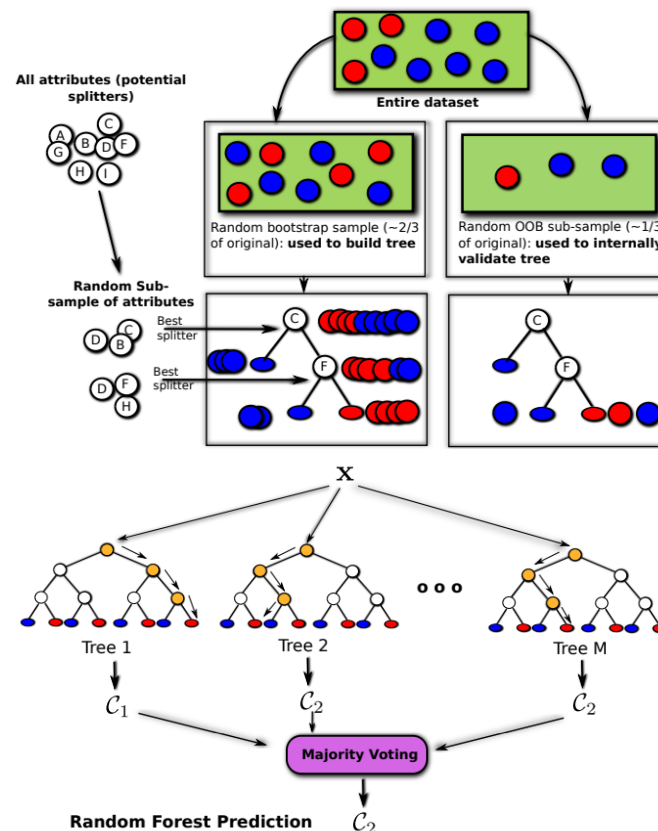 All attributes (potential
splitters)
C
A
B
D
F
G
H
I
Entire dataset
Random bootstrap sample (~2/3
of original): used to build tree
Random OOB sub-sample (~1/3
of original): used to internally
validate tree
Random Sub-
sample of attributes
C
D
B
Best
splitter
C
D
F
H
Best
splitter
F
C
F
x
o o o
Tree 1
Tree 2
Tree M
C1
C2
C2
Majority Voting
Random Forest Prediction
C2